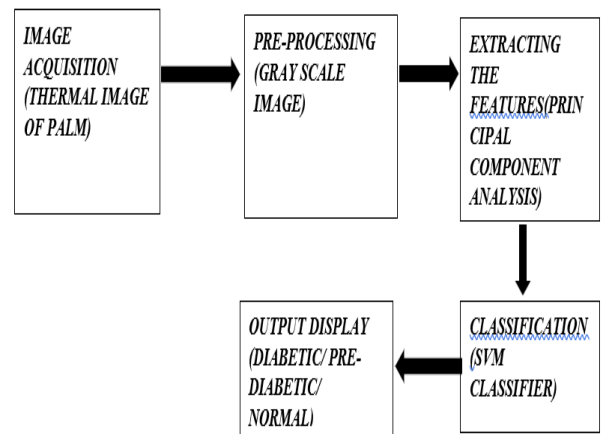 IMAGE
ACQUISITION
(THERMAL IMAGE
OF PALM)
PRE-PROCESSING
(GRAY SCALE
IMAGE)
EXTRACTING
THE
FEATURES(PRIN
CIPAL
COMPONENT
ANALYSIS)
CLASSIFICATION
(SVM
CLASSIFIER)
OUTPUT DISPLAY
(DIABETIC/ PRE-
DIABETIC/
NORMAL)